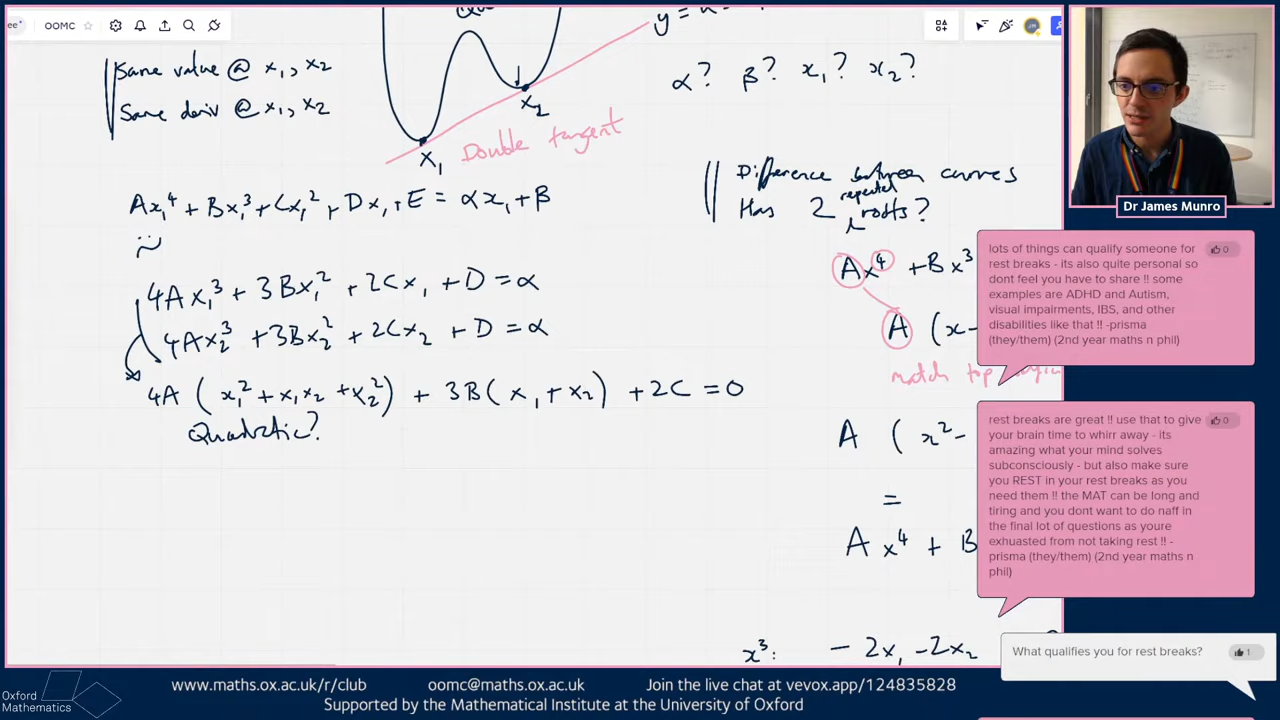 OOMC
y =
Same value @ x₁, x₂
Same deriv @ x₁, x₂
x₁
x₂
Double tangent
α? β? x₁? x₂?
Ax₁⁴ + Bx₁³ + Cx₁² + Dx₁ + E = αx₁ + β
4Ax₁³ + 3Bx₁² + 2Cx₁ + D = α
4Ax₂³ + 3Bx₂² + 2Cx₂ + D = α
4A (x₁² + x₁x₂ + x₂²) + 3B(x₁ + x₂) + 2C = 0
Quadratic?
Difference between curves
repeated
Has 2 roots?
Ax⁴ + Bx³
A (x-
match top
A (x² -
=
A x⁴ + B
x³: - 2x₁ - 2x₂
Dr James Munro
lots of things can qualify someone for
rest breaks - its also quite personal so
dont feel you have to share !! some
examples are ADHD and Autism,
visual impairments, IBS, and other
disabilities like that !! -prisma
(they/them) (2nd year maths n phil)
0
rest breaks are great !! use that to give
your brain time to whirr away - its
amazing what your mind solves
subconsciously - but also make sure
you REST in your rest breaks as you
need them !! the MAT can be long and
tiring and you dont want to do naff in
the final lot of questions as youre
exhuasted from not taking rest !! -
prisma (they/them) (2nd year maths n
phil)
0
What qualifies you for rest breaks?
1
Oxford
Mathematics
www.maths.ox.ac.uk/r/club oomc@maths.ox.ac.uk Join the live chat at vevox.app/124835828
Supported by the Mathematical Institute at the University of Oxford